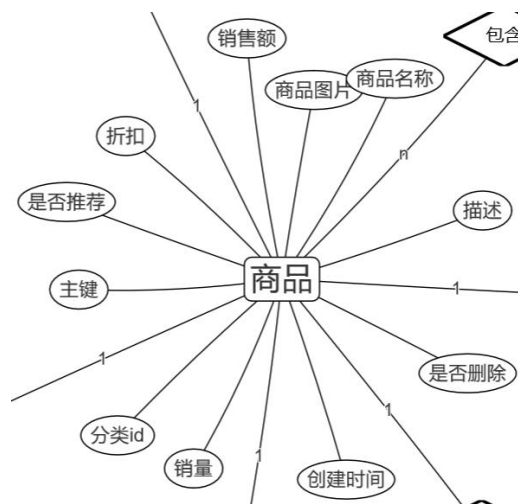 销售额
包含
商品图片
商品名称
1
折扣
n
是否推荐
描述
商品
主键
1
1
是否删除
1
分类id
1
销量
创建时间